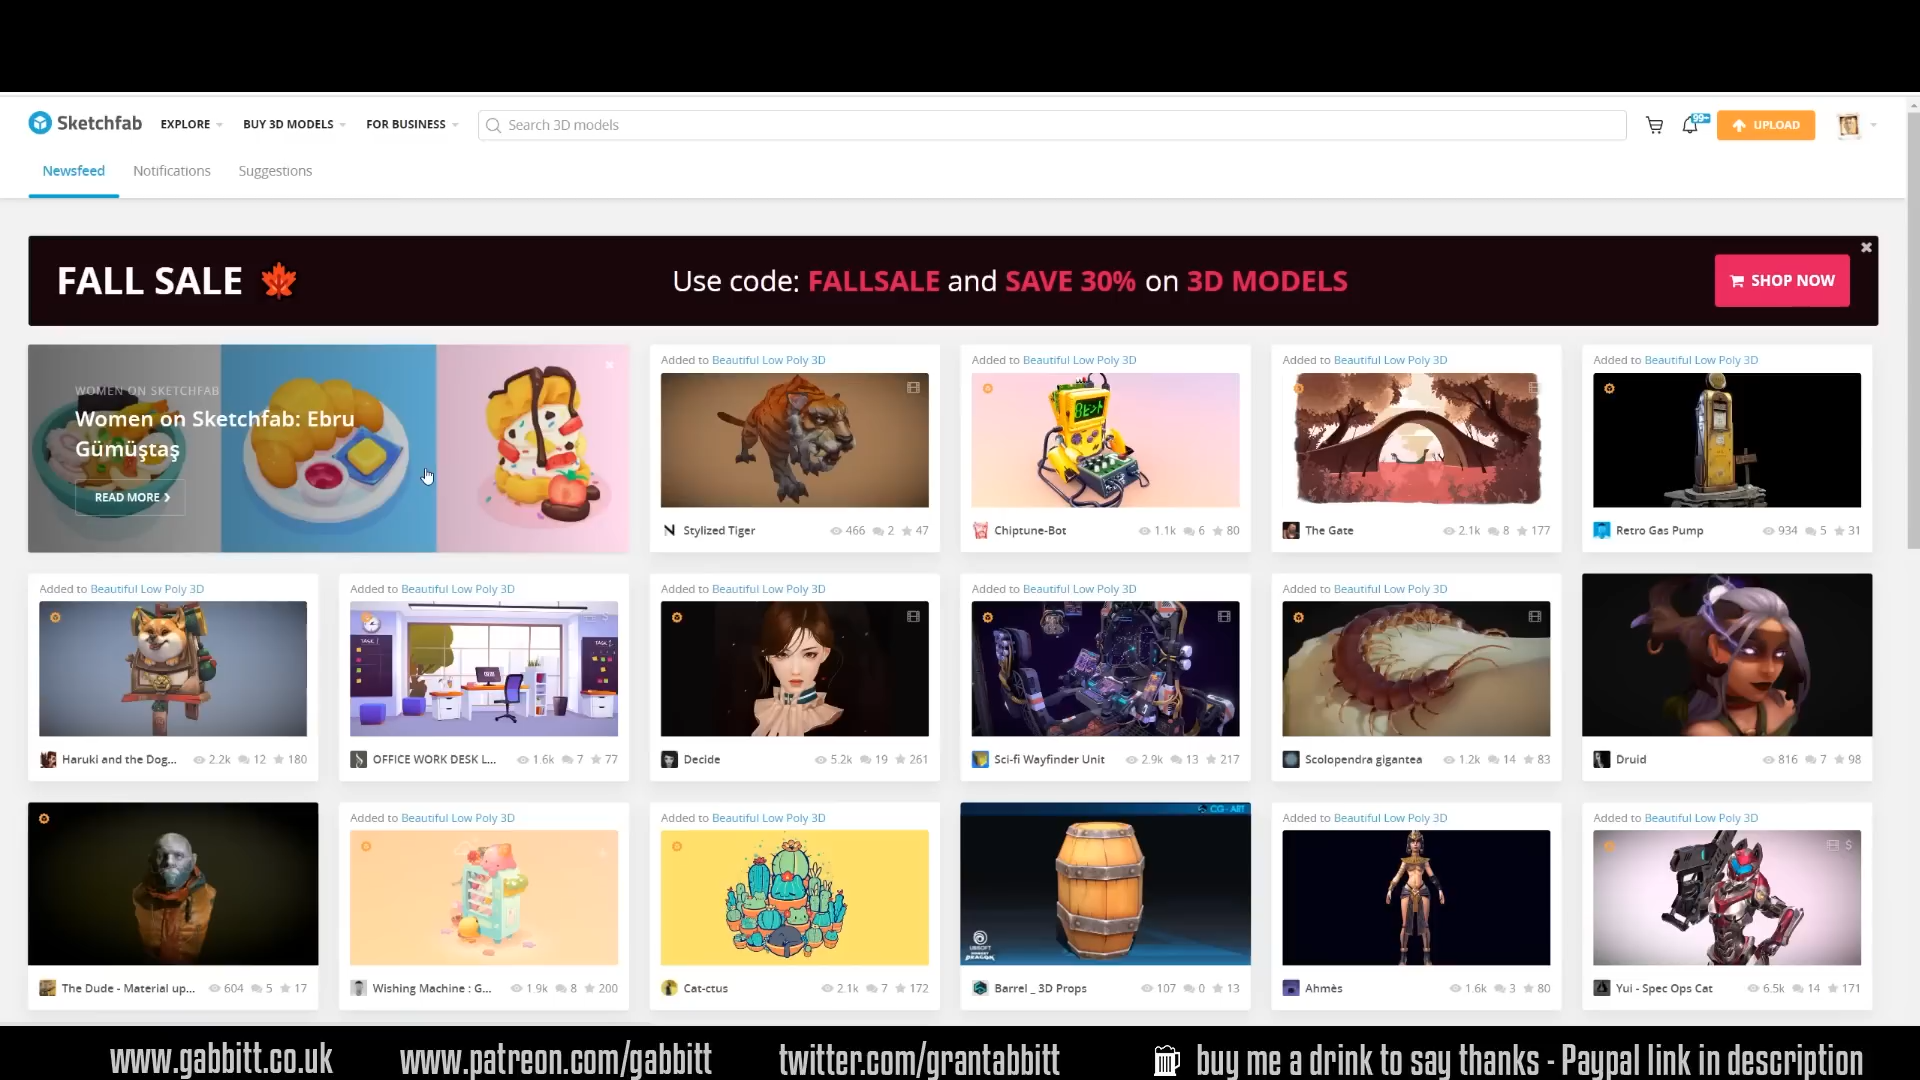 Sketchfab EXPLORE BUY 3D MODELS FOR BUSINESS Search 3D models 99+ UPLOAD
Newsfeed Notifications Suggestions
FALL SALE Use code: FALLSALE and SAVE 30% on 3D MODELS SHOP NOW
WOMEN ON SKETCHFAB
Women on Sketchfab: Ebru
Gümüştaş
READ MORE
Added to Beautiful Low Poly 3D
Stylized Tiger 466 2 47
Added to Beautiful Low Poly 3D
Chiptune-Bot 1.1k 6 80
Added to Beautiful Low Poly 3D
The Gate 2.1k 8 177
Added to Beautiful Low Poly 3D
Retro Gas Pump 934 5 31
Added to Beautiful Low Poly 3D
Haruki and the Dog... 2.2k 12 180
Added to Beautiful Low Poly 3D
OFFICE WORK DESK L... 1.6k 7 77
Added to Beautiful Low Poly 3D
Decide 5.2k 19 261
Added to Beautiful Low Poly 3D
Sci-fi Wayfinder Unit 2.9k 13 217
Added to Beautiful Low Poly 3D
Scolopendra gigantea 1.2k 14 83
Druid 816 7 98
The Dude - Material up... 604 5 17
Added to Beautiful Low Poly 3D
Wishing Machine : G... 1.9k 8 200
Added to Beautiful Low Poly 3D
Cat-ctus 2.1k 7 172
CG-ART
UBISOFT
Barrel _ 3D Props 107 0 13
Added to Beautiful Low Poly 3D
Ahmès 1.6k 3 80
Added to Beautiful Low Poly 3D
Yui - Spec Ops Cat 6.5k 14 171
www.gabbitt.co.uk www.patreon.com/gabbitt twitter.com/grantabbitt buy me a drink to say thanks - Paypal link in description